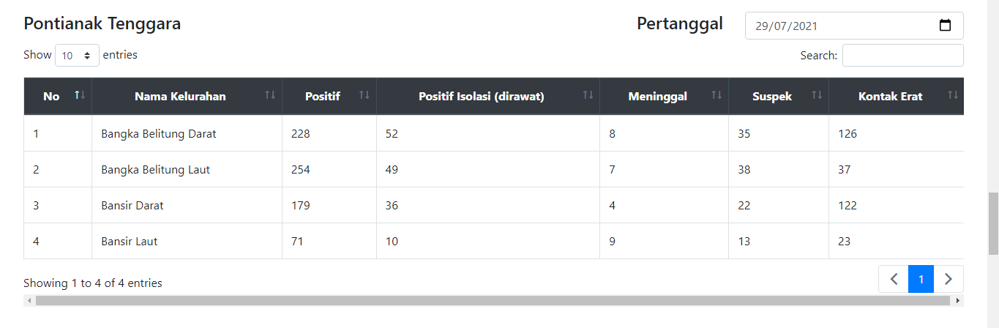 Pontianak Tenggara Pertanggal 29/07/2021
Show 10 entries Search:
No Nama Kelurahan Positif Positif Isolasi (dirawat) Meninggal Suspek Kontak Erat
1 Bangka Belitung Darat 228 52 8 35 126
2 Bangka Belitung Laut 254 49 7 38 37
3 Bansir Darat 179 36 4 22 122
4 Bansir Laut 71 10 9 13 23
Showing 1 to 4 of 4 entries 1